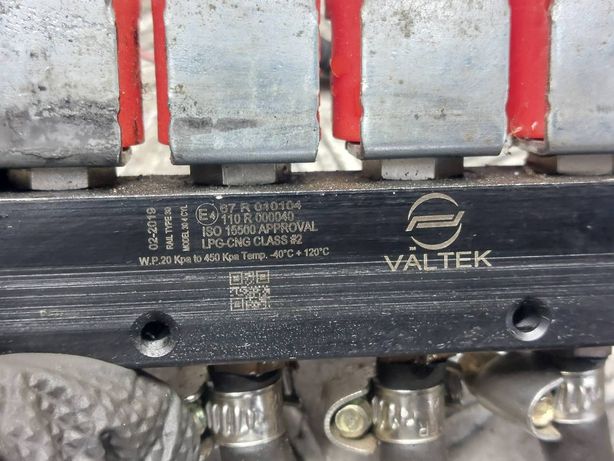 02-2019
RAIL TYPE 30
MODEL 30 4 CYL
E4 67 R 010104
110 R 000040
ISO 15500 APPROVAL
LPG-CNG CLASS #2
W.P.20 Kpa to 450 Kpa Temp. -40°C + 120°C
VALTEK